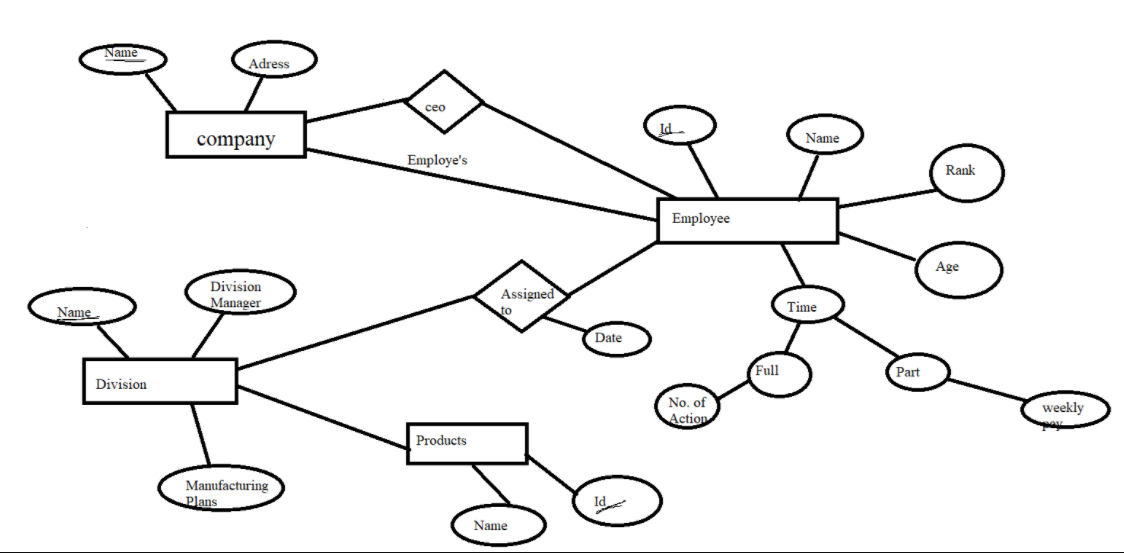 Name
Adress
company
ceo
Employe's
Id
Name
Rank
Employee
Age
Time
Full
Part
No. of
Action
weekly
pay
Assigned
to
Date
Name
Division
Manager
Division
Manufacturing
Plans
Products
Name
Id